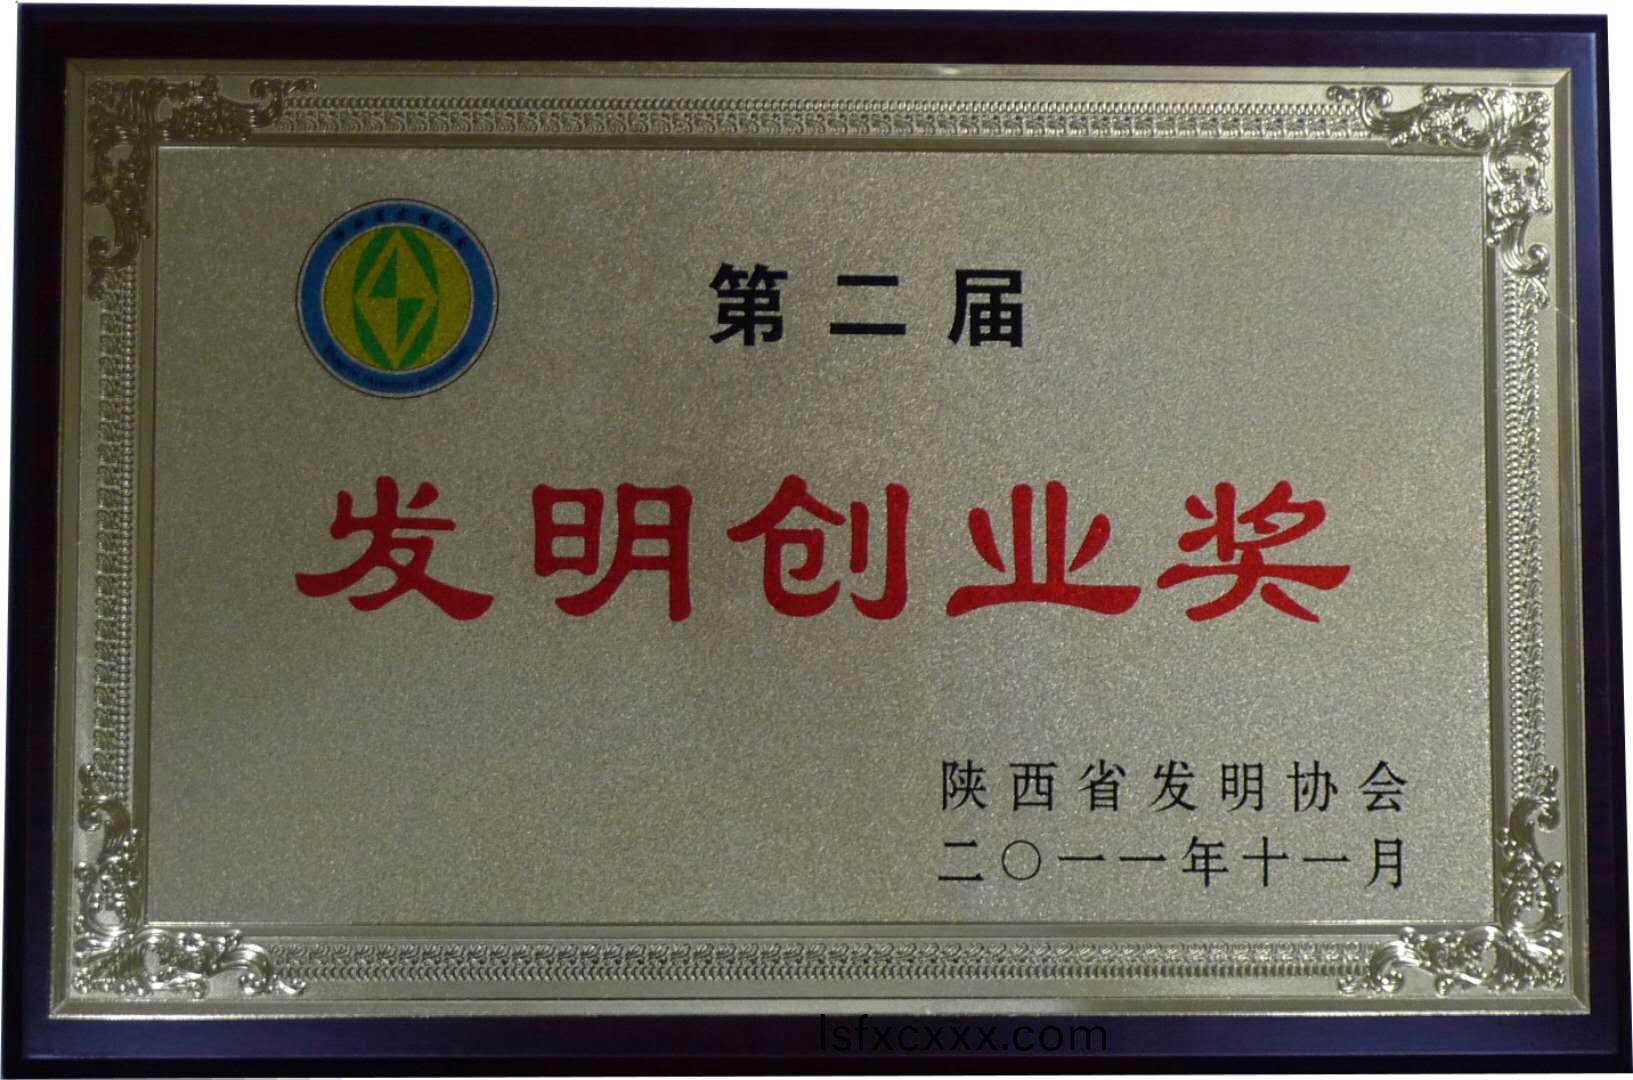 第二届
发明创业奖
陕西省发明协会
二〇一一年十一月
lsfxcxxx.com